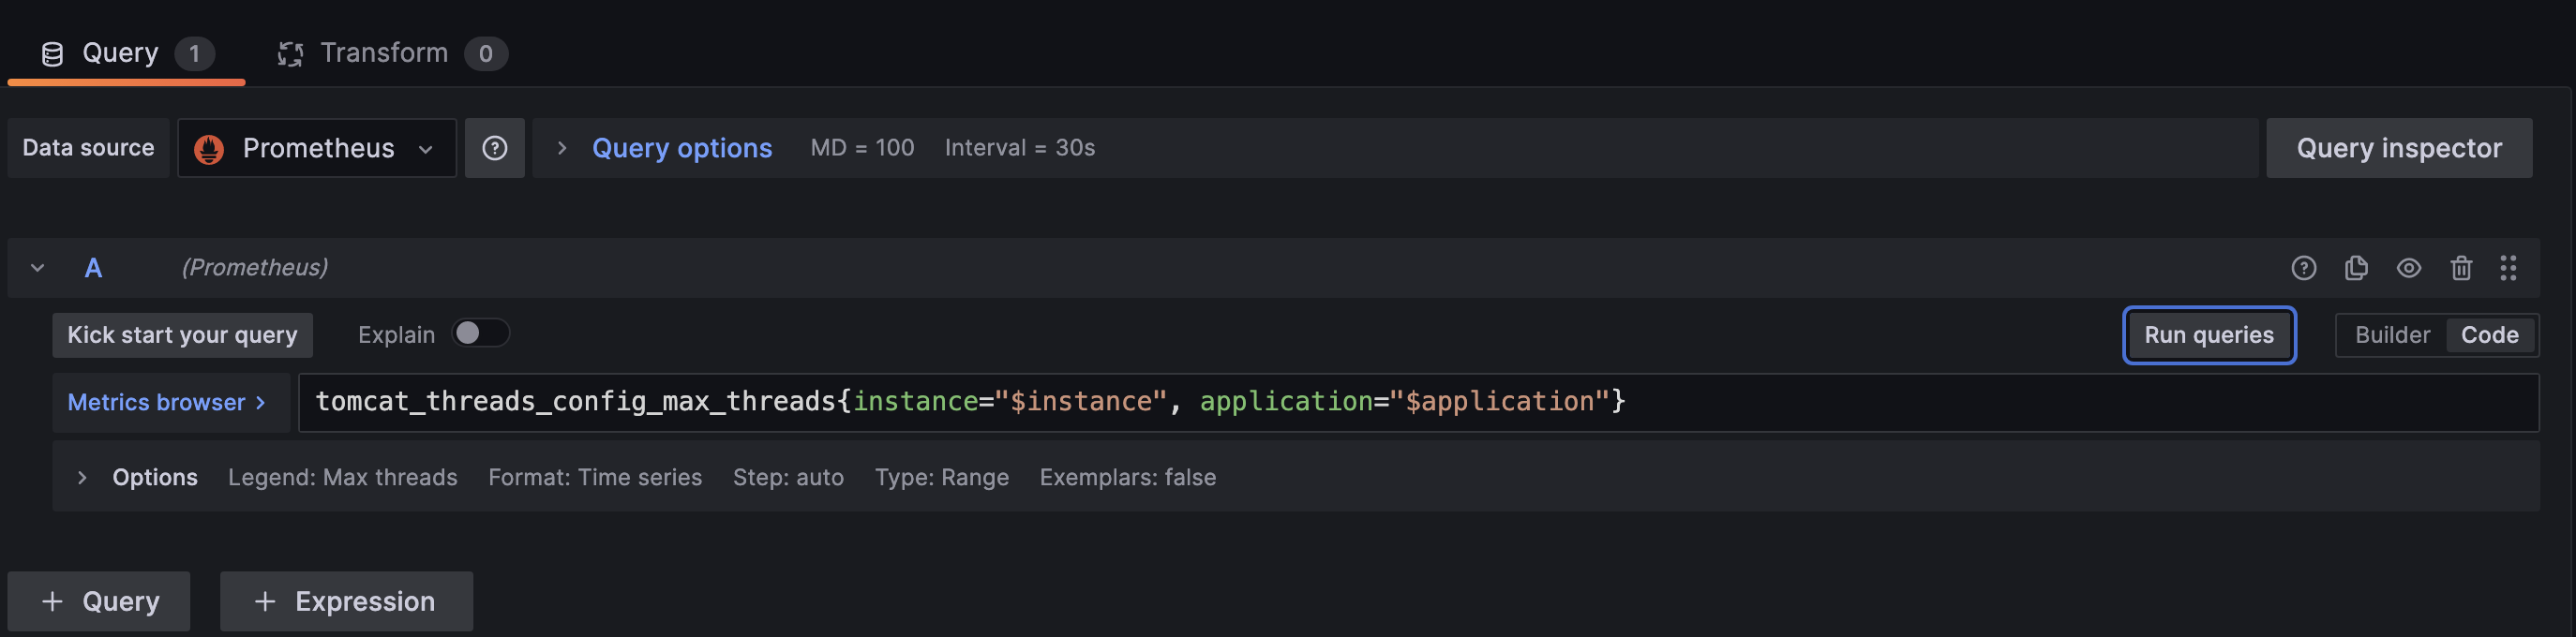 Query 1 Transform 0
Data source Prometheus Query options MD = 100 Interval = 30s Query inspector
A (Prometheus)
Kick start your query Explain Run queries Builder Code
Metrics browser > tomcat_threads_config_max_threads{instance="$instance", application="$application"}
> Options Legend: Max threads Format: Time series Step: auto Type: Range Exemplars: false
+ Query + Expression